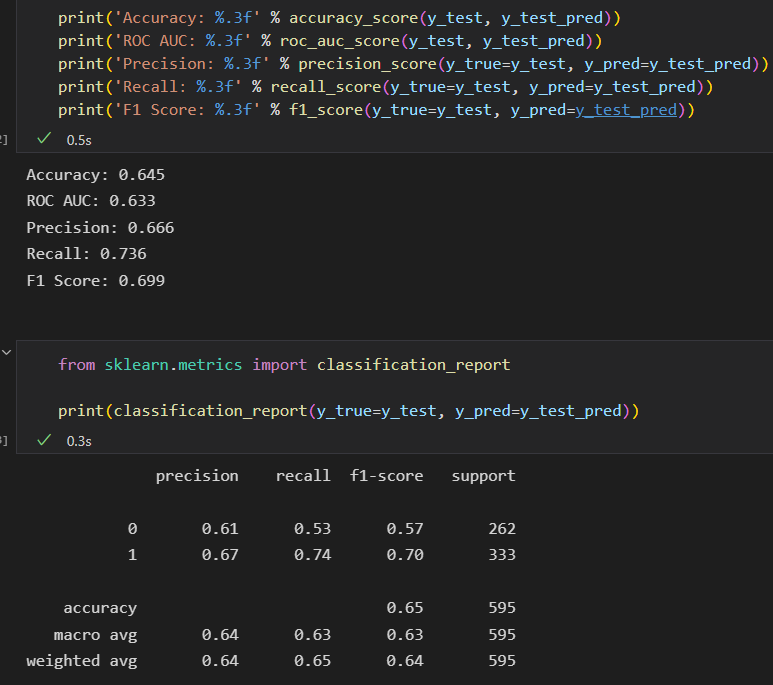 print('Accuracy: %.3f' % accuracy_score(y_test, y_test_pred))
print('ROC AUC: %.3f' % roc_auc_score(y_test, y_test_pred))
print('Precision: %.3f' % precision_score(y_true=y_test, y_pred=y_test_pred))
print('Recall: %.3f' % recall_score(y_true=y_test, y_pred=y_test_pred))
print('F1 Score: %.3f' % f1_score(y_true=y_test, y_pred=y_test_pred))
] ✓ 0.5s
Accuracy: 0.645
ROC AUC: 0.633
Precision: 0.666
Recall: 0.736
F1 Score: 0.699
from sklearn.metrics import classification_report
print(classification_report(y_true=y_test, y_pred=y_test_pred))
] ✓ 0.3s
precision recall f1-score support
0 0.61 0.53 0.57 262
1 0.67 0.74 0.70 333
accuracy 0.65 595
macro avg 0.64 0.63 0.63 595
weighted avg 0.64 0.65 0.64 595